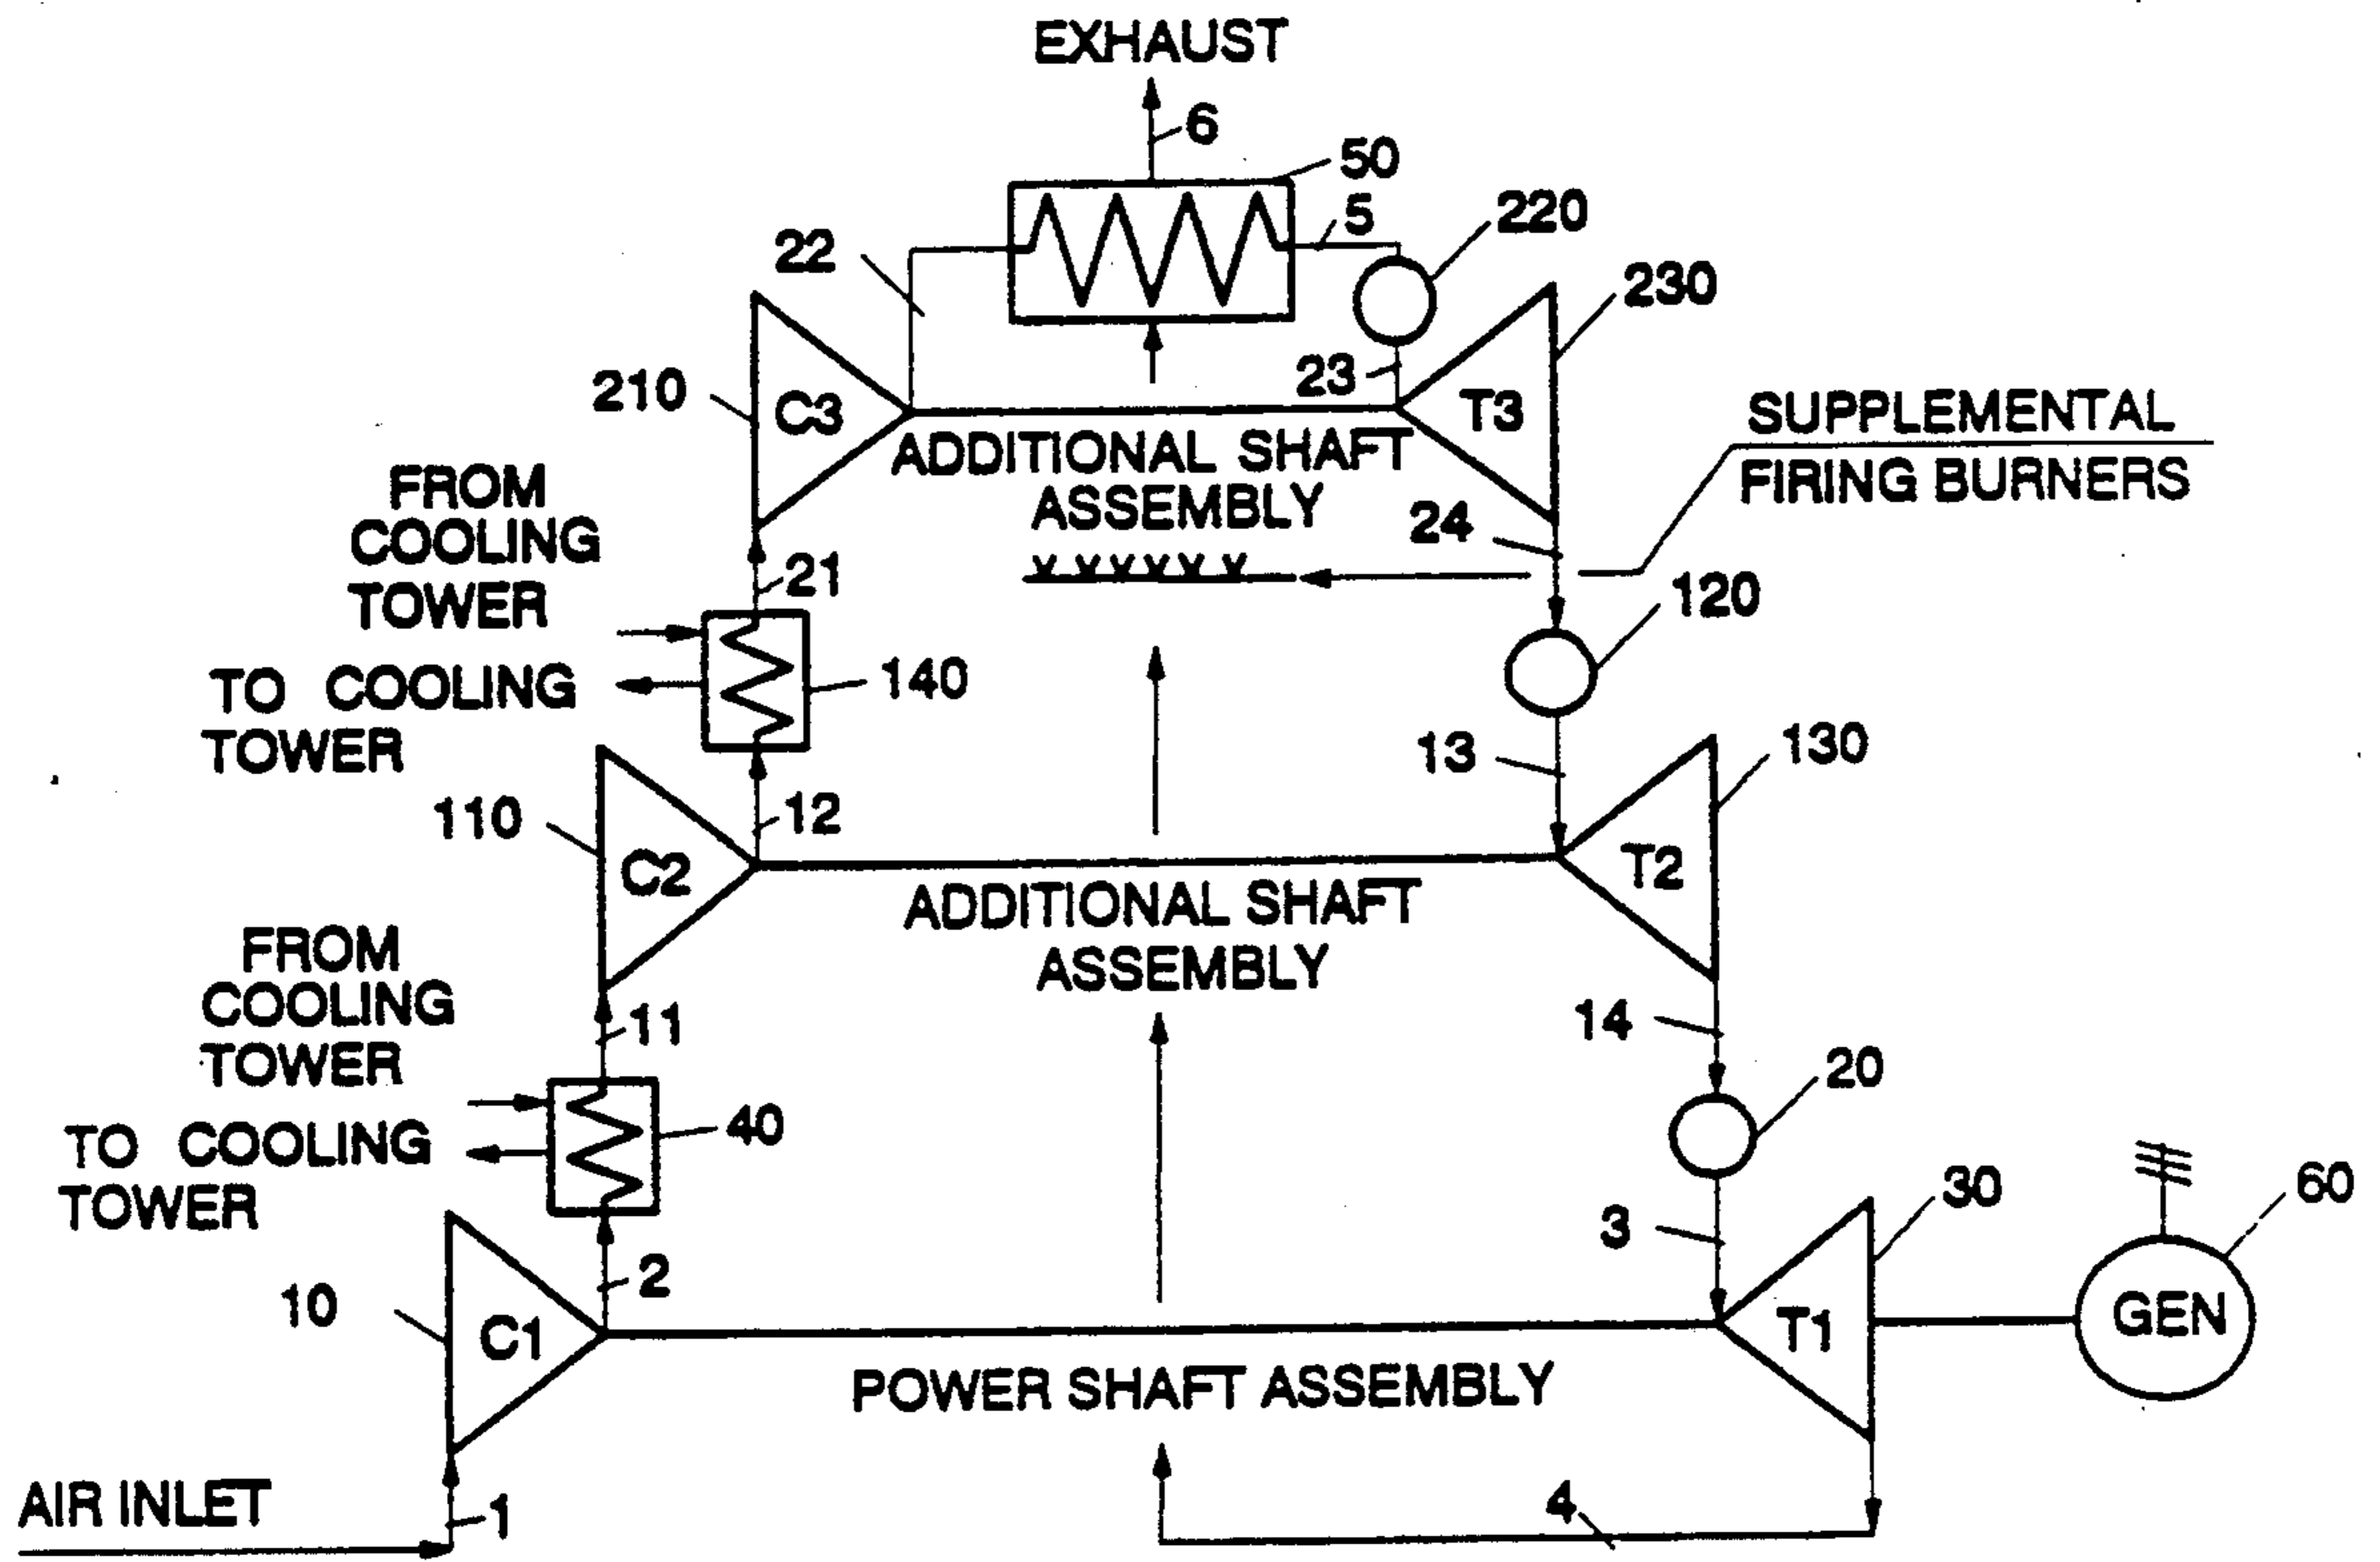 EXHAUST
6
50
5
220
22
230
210
C3
23
T3
SUPPLEMENTAL
FIRING BURNERS
ADDITIONAL SHAFT
ASSEMBLY
24
FROM
COOLING
TOWER
21
120
TO COOLING
TOWER
140
13
130
110
12
C2
T2
ADDITIONAL SHAFT
ASSEMBLY
FROM
COOLING
TOWER
11
14
20
TO COOLING
TOWER
40
30
60
3
2
10
C1
T1
GEN
POWER SHAFT ASSEMBLY
AIR INLET
1
4